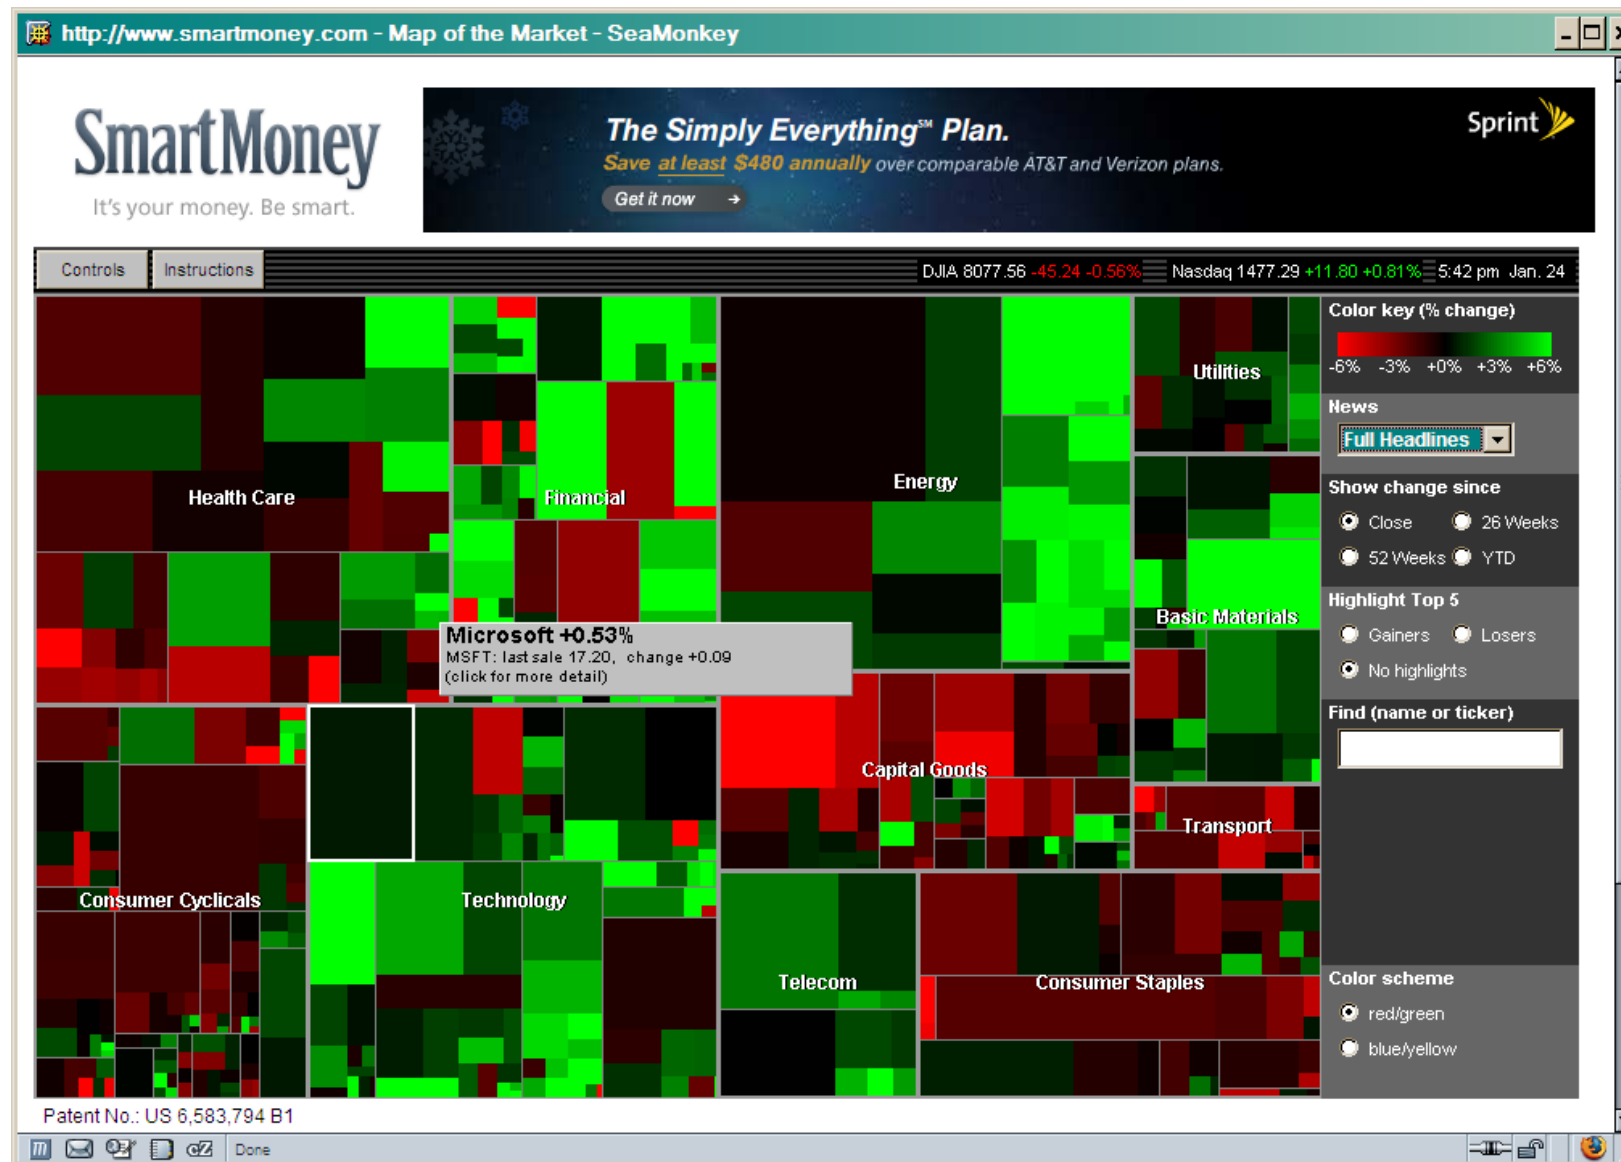 http://www.smartmoney.com - Map of the Market - SeaMonkey
SmartMoney
It's your money. Be smart.
The Simply Everything℠ Plan.
Save at least $480 annually over comparable AT&T and Verizon plans.
Get it now →
Sprint
Controls
Instructions
DJIA 8077.56 -45.24 -0.56%
Nasdaq 1477.29 +11.80 +0.81%
5:42 pm Jan. 24
Health Care
Financial
Energy
Utilities
Basic Materials
Microsoft +0.53%
MSFT: last sale 17.20, change +0.09
(click for more detail)
Capital Goods
Transport
Consumer Cyclicals
Technology
Telecom
Consumer Staples
Color key (% change)
-6% -3% +0% +3% +6%
News
Full Headlines
Show change since
Close 26 Weeks
52 Weeks YTD
Highlight Top 5
Gainers Losers
No highlights
Find (name or ticker)
Color scheme
red/green
blue/yellow
Patent No.: US 6,583,794 B1
Done